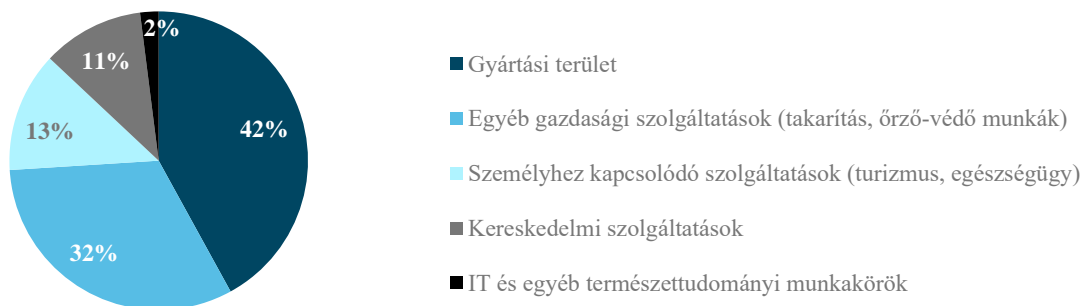 2%
11%
13%
42%
32%
Gyártási terület
Egyéb gazdasági szolgáltatások (takarítás, őrző-védő munkák)
Személyhez kapcsolódó szolgáltatások (turizmus, egészségügy)
Kereskedelmi szolgáltatások
IT és egyéb természettudományi munkakörök